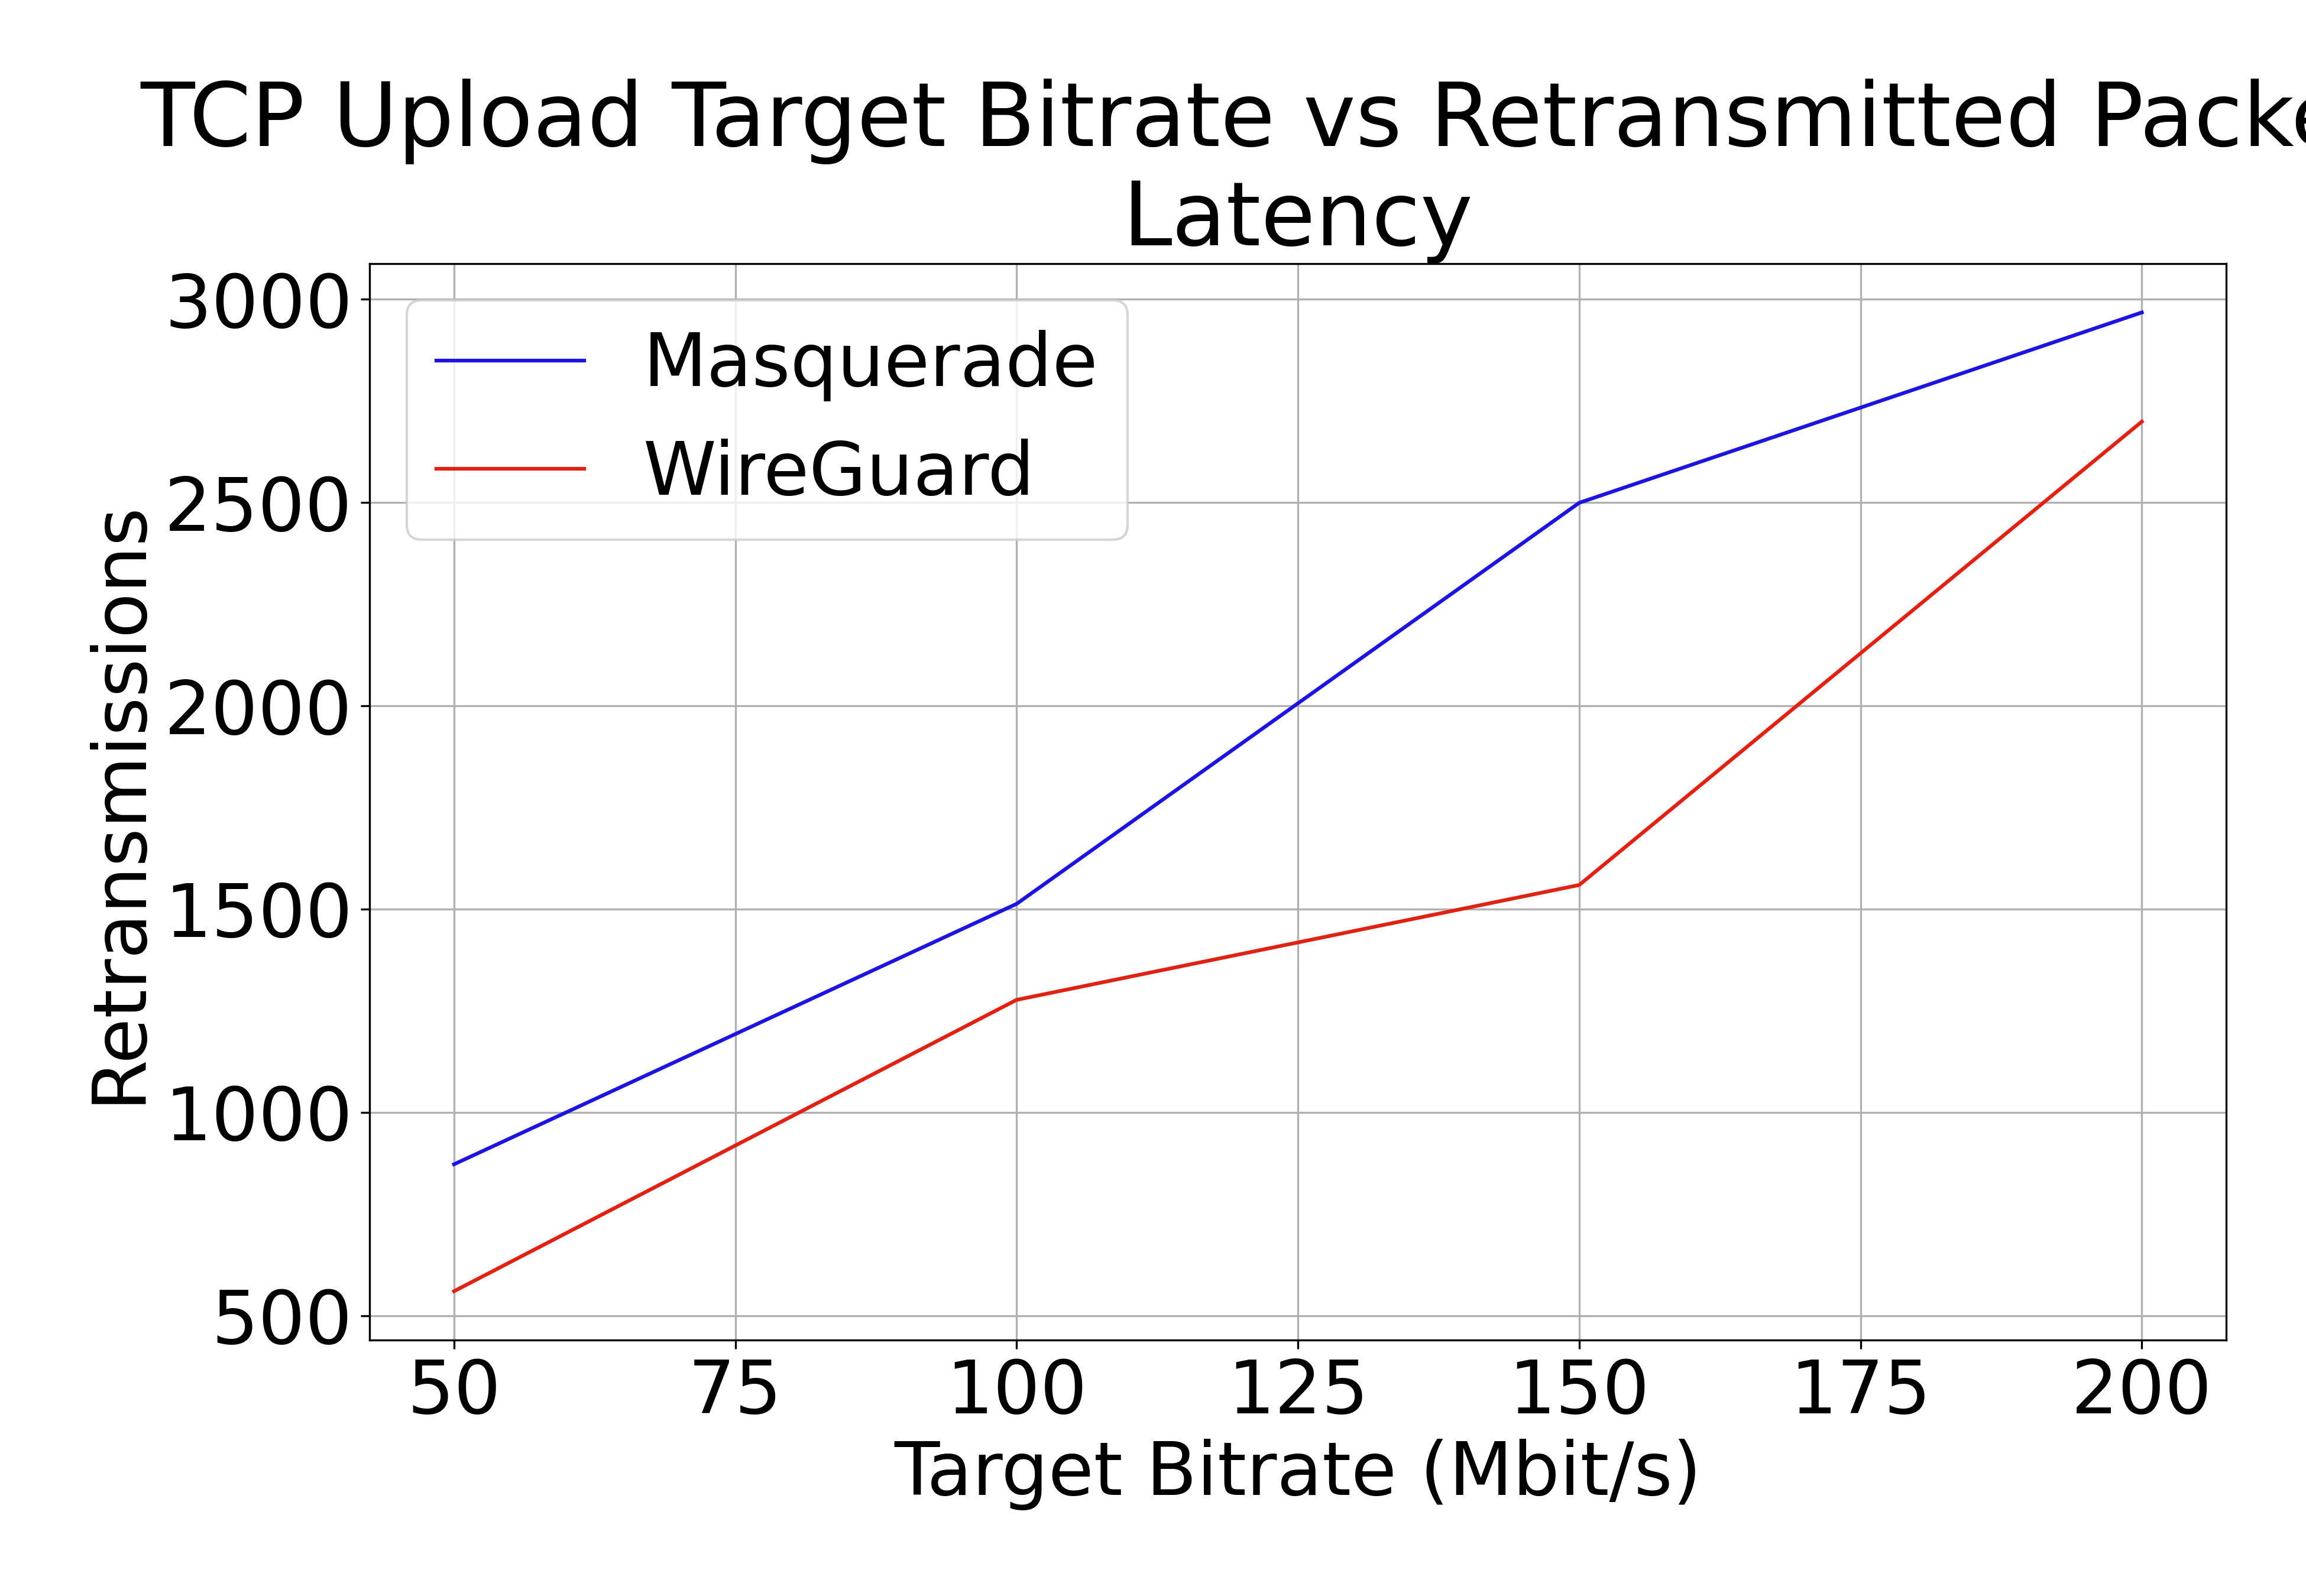 TCP Upload Target Bitrate vs Retransmitted
Latency
3000
2500
2000
1500
1000
500
Retransmissions
Masquerade
WireGuard
50 75 100 125 150 175 200
Target Bitrate (Mbit/s)